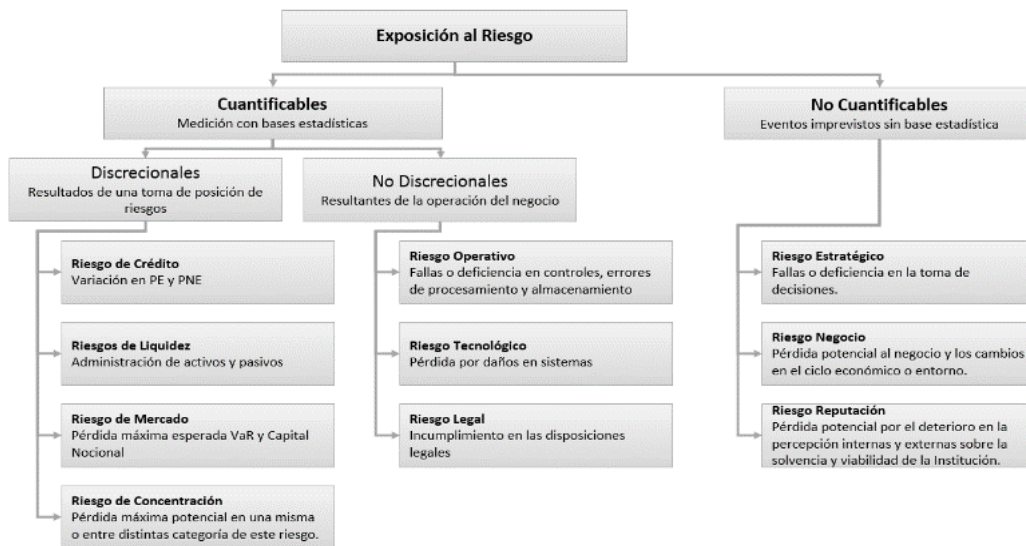 Exposición al Riesgo
Cuantificables
Medición con bases estadísticas
No Cuantificables
Eventos imprevistos sin base estadística
Discrecionales
Resultados de una toma de posición de
riesgos
No Discrecionales
Resultantes de la operación del negocio
Riesgo de Crédito
Variación en PE y PNE
Riesgos de Liquidez
Administración de activos y pasivos
Riesgo de Mercado
Pérdida máxima esperada VaR y Capital
Nocional
Riesgo de Concentración
Pérdida máxima potencial en una misma
o entre distintas categoría de este riesgo.
Riesgo Operativo
Fallas o deficiencia en controles, errores
de procesamiento y almacenamiento
Riesgo Tecnológico
Pérdida por daños en sistemas
Riesgo Legal
Incumplimiento en las disposiciones
legales
Riesgo Estratégico
Fallas o deficiencia en la toma de
decisiones.
Riesgo Negocio
Pérdida potencial al negocio y los cambios
en el ciclo económico o entorno.
Riesgo Reputación
Pérdida potencial por el deterioro en la
percepción internas y externas sobre la
solvencia y viabilidad de la Institución.